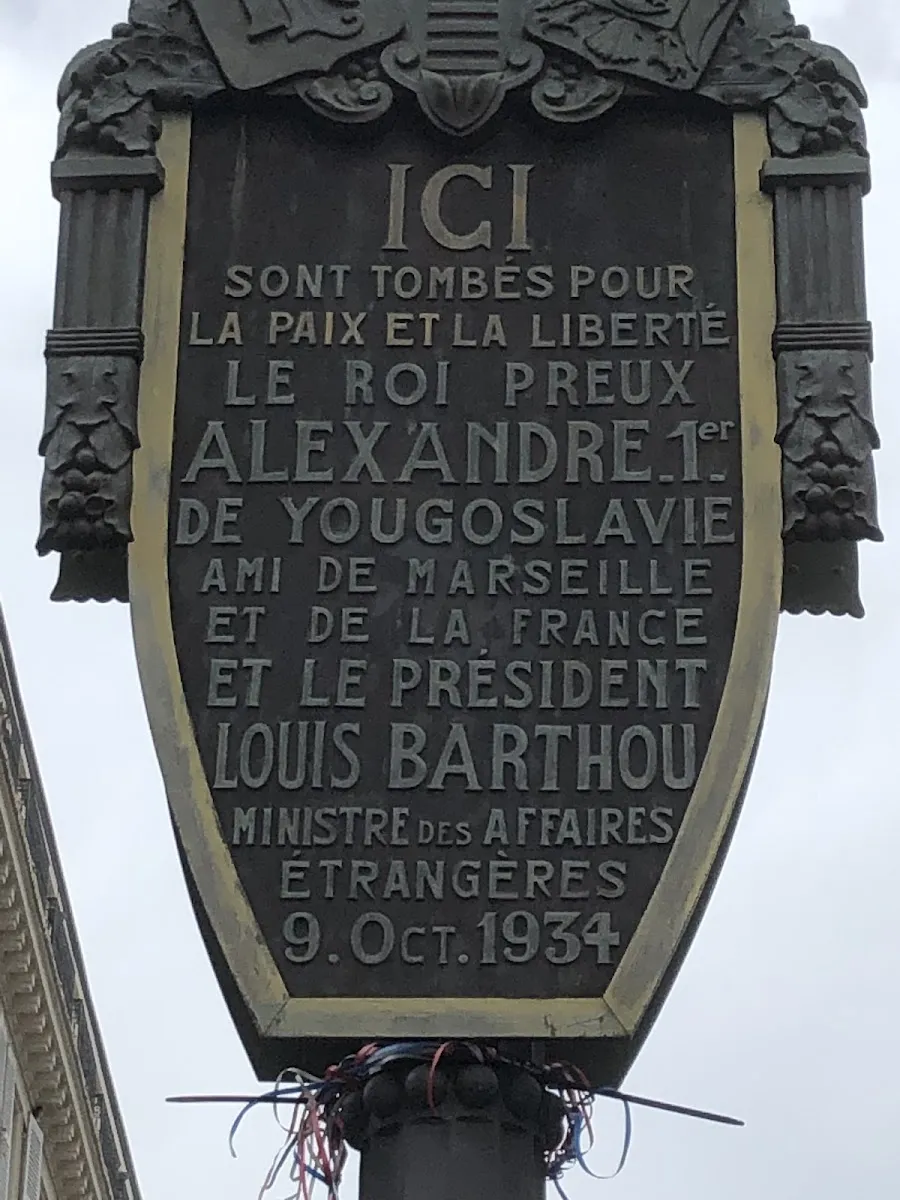 ICI
SONT TOMBÉS POUR
LA PAIX ET LA LIBERTÉ
LE ROI PREUX
ALEXANDRE 1er
DE YOUGOSLAVIE
AMI DE MARSEILLE
ET DE LA FRANCE
ET LE PRÉSIDENT
LOUIS BARTHOU
MINISTRE DES AFFAIRES
ÉTRANGÈRES
9. OCT. 1934